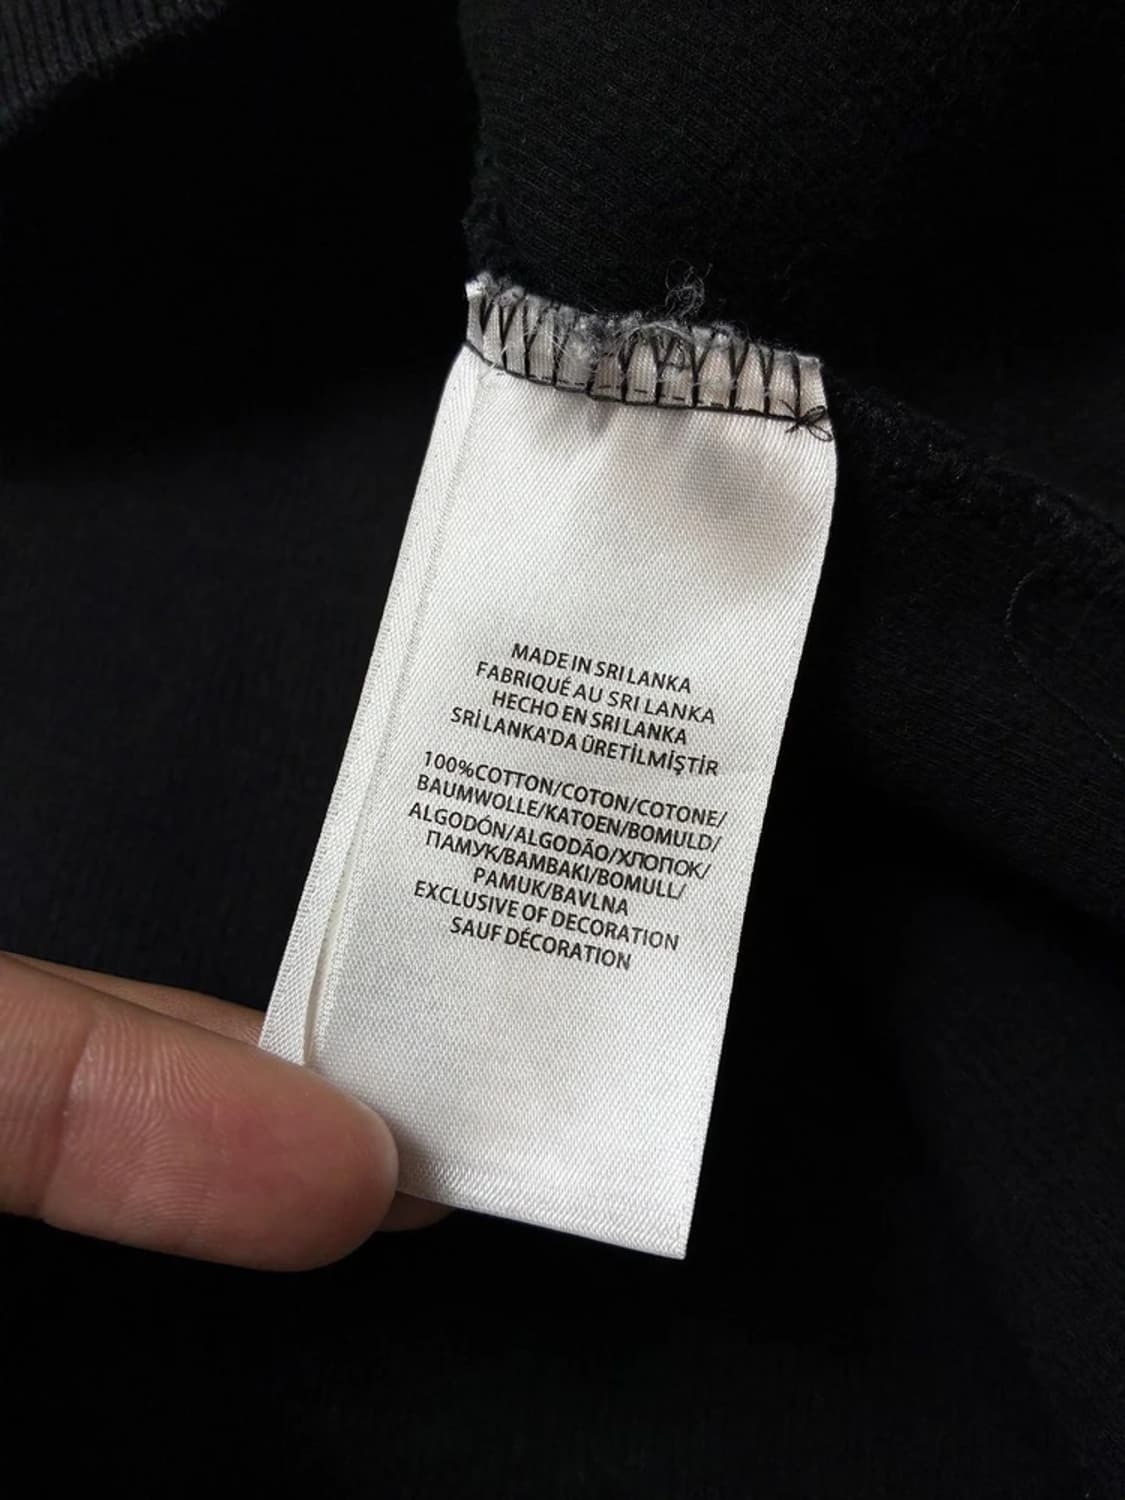 MADE IN SRI LANKA
FABRIQUÉ AU SRI LANKA
HECHO EN SRI LANKA
SRİ LANKA'DA ÜRETİLMİŞTİR
100%COTTON/COTON/COTONE/
BAUMWOLLE/KATOEN/BOMULD/
ALGODÓN/ALGODÃO/ХЛОПОК/
ПАМУК/BAMBAKI/BOMULL/
PAMUK/BAVLNA
EXCLUSIVE OF DECORATION
SAUF DÉCORATION